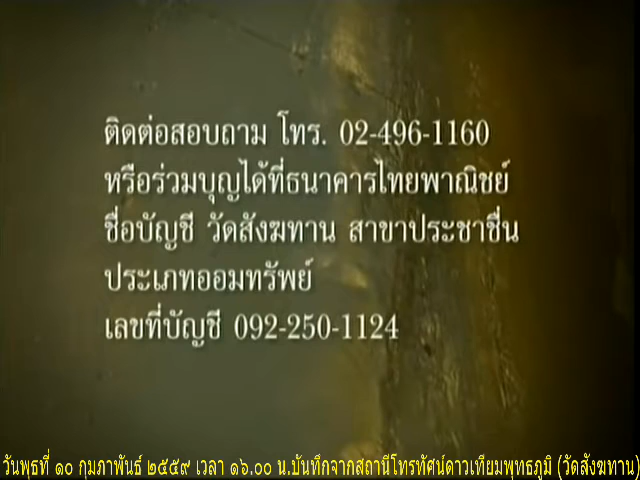 ติดต่อสอบถาม โทร. 02-496-1160
หรือร่วมบุญได้ที่ธนาคารไทยพาณิชย์
ชื่อบัญชี วัดสังฆทาน สาขาประชาชื่น
ประเภทออมทรัพย์
เลขที่บัญชี 092-250-1124
วันพุธที่ ๑๐ กุมภาพันธ์ ๒๕๕๙ เวลา ๑๖.๐๐ น.บันทึกจากสถานีโทรทัศน์ดาวเทียมพุทธภูมิ (วัดสังฆทาน)